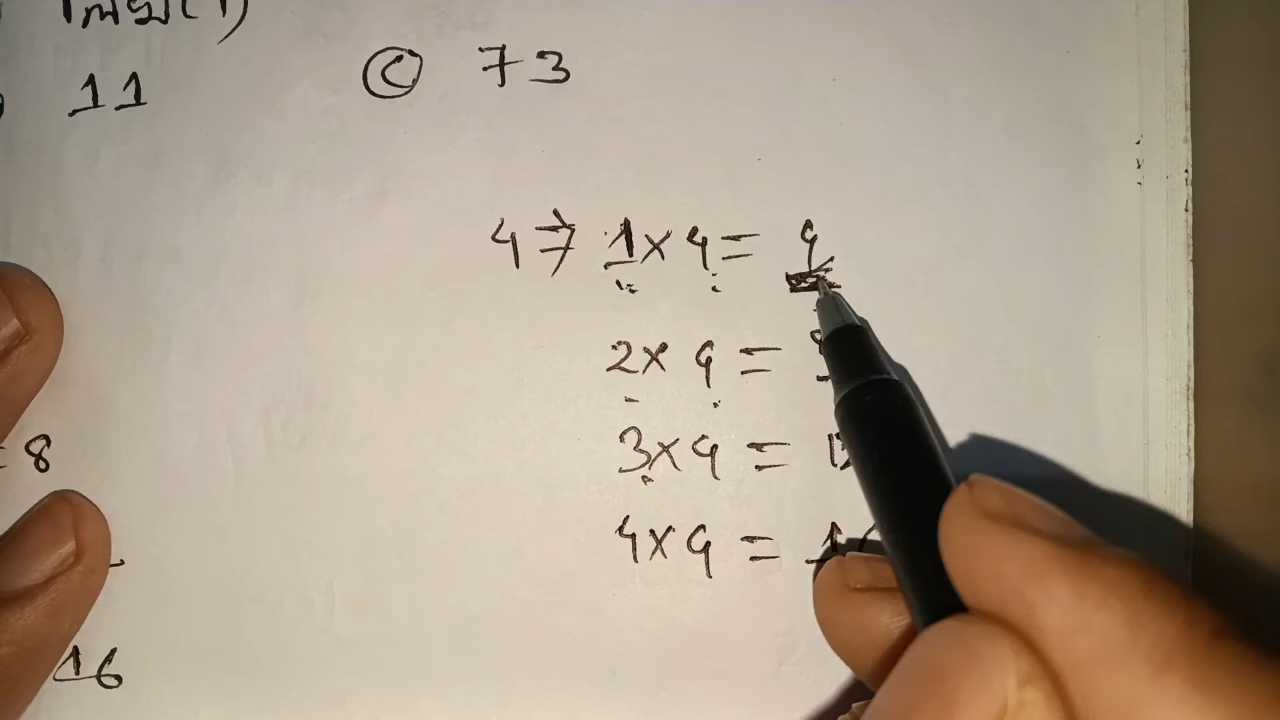 11
© 73
4 ⇒ 1 × 4 = 4
2 × 4 =
= 8
3 × 4 =
4 × 4 =
16